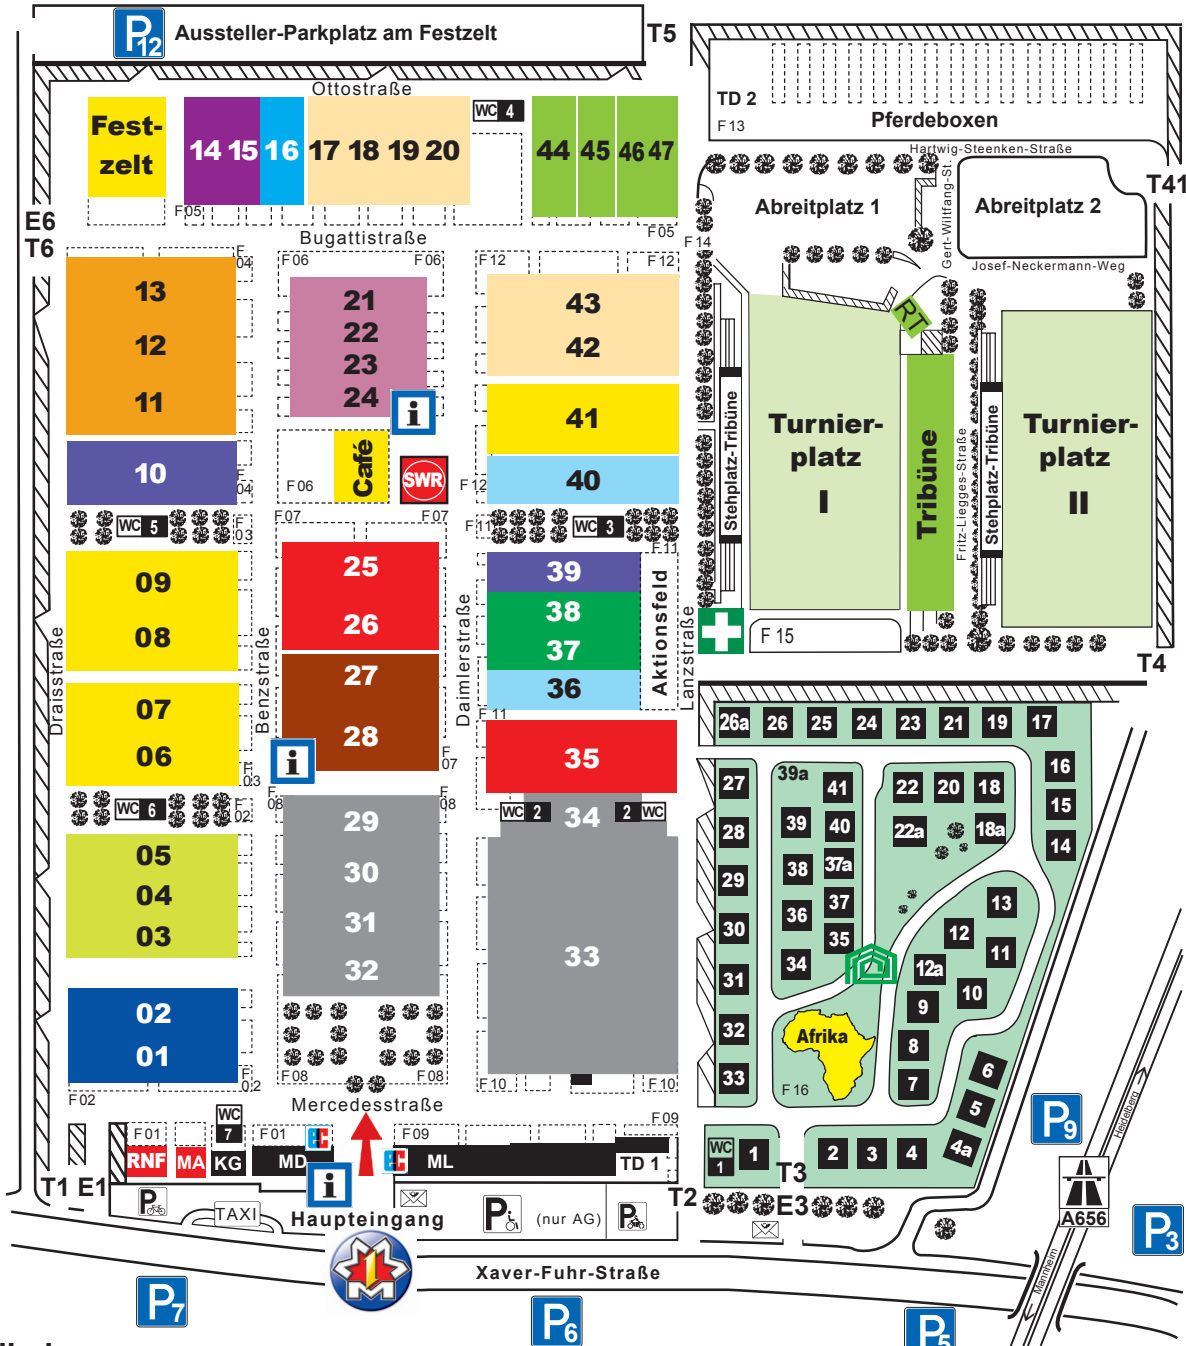 P12 Aussteller-Parkplatz am Festzelt
T5
Ottostraße
Fest-
zelt
14 15 16 17 18 19 20
WC 4
44 45 46 47
F 05
F 05
TD 2
F 13
Pferdeboxen
Hartwig-Steenken-Straße
T41
Gert-Wiltfang-St.
Abreitplatz 1
Abreitplatz 2
Josef-Neckermann-Weg
F 14
E6
T6
Bugattistraße
F 04
F 06
F 06
F 12
F 12
13
12
11
10
F 04
21
22
23
24
i
Café
SWR
F 06
43
42
41
40
F 12
RT
Stehplatz-Tribüne
Turnier-
platz
I
Tribüne
Fritz-Liegges-Straße
Stehplatz-Tribüne
Turnier-
platz
II
WC 5
F 03
F 07
F 07
F 11
WC 3
F 11
09
08
07
06
Draisstraße
Benzstraße
25
26
27
28
i
F 07
Daimlerstraße
39
38
37
36
Aktionsfeld
Lanzstraße
F 15
T4
F 11
35
F 03
WC 6
F 02
F 08
F 08
WC 2
34
2 WC
05
04
03
02
01
F 02
F 02
29
30
31
32
F 08
F 08
33
F 10
F 10
26a 26 25 24 23 21 19 17
16
15
14
27
28
29
30
31
32
33
39a
41
39
40
38
37a
37
36
35
34
22 20 18
22a
18a
13
12
11
12a
10
9
8
7
6
5
4a
Afrika
F 16
WC 1
1
2 3 4
Mercedesstraße
F 01
WC 7
F 01
EC
F 09
F 09
RNF MA KG MD
EC
ML
TD 1
i
T1 E1
P
TAXI
Haupteingang
P
(nur AG)
P
T2
T3
E3
P9
Heidelberg
A656
P3
Mannheim
1
M
Xaver-Fuhr-Straße
P7
P6
P5